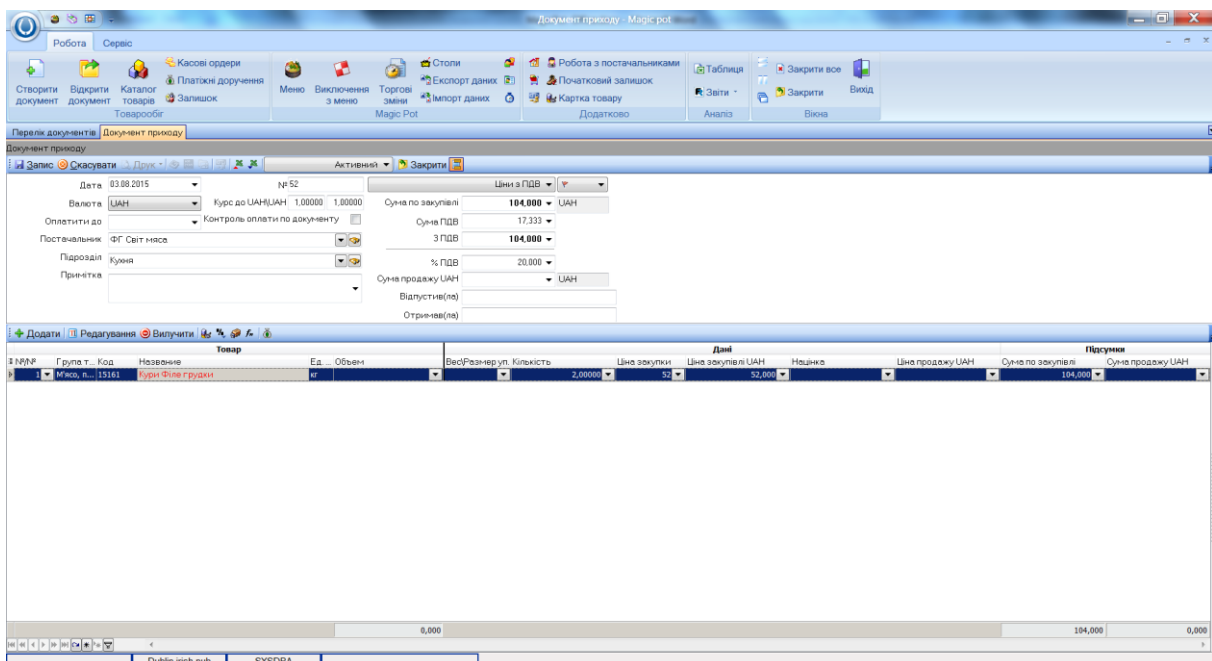 Документ приходу - Magic pot
Робота Сервіс
Створити документ
Відкрити документ
Каталог товарів
Касові ордери
Платіжні доручення
Залишок
Товарообіг
Меню
Виключення з меню
Торгові зміни
Столи
Експорт даних
Імпорт даних
Magic Pot
Робота з постачальниками
Початковий залишок
Картка товару
Додатково
Таблиця
Звіти
Аналіз
Закрити все
Закрити
Вихід
Вікна
Перелік документів Документ приходу
Документ приходу
Запис Скасувати Друк Активний Закрити
Дата 03.08.2015 № 52 Ціни з ПДВ
Валюта UAH Курс до UAH\UAH 1,00000 1,00000 Сума по закупівлі 104,000 UAH
Оплатити до Контроль оплати по документу Сума ПДВ 17,333
Постачальник ФГ Світ мяса З ПДВ 104,000
Підрозділ Кухня % ПДВ 20,000
Примітка Сума продажу UAH UAH
Відпустив(ла)
Отримав(ла)
Додати Редагування Вилучити
Товар Дані Підсумки
№/№ Група т... Код Название Ед. ... Объем Вес\Размер уп. Кількість Ціна закупки Ціна закупівлі UAH Націнка Ціна продажу UAH Сума по закупівлі Сума продажу UAH
1 М'ясо, п... 15161 Кури Філе грудки кг 2,00000 52 52,000 104,000
0,000 104,000 0,000
Dublin irish pub SYSDBA